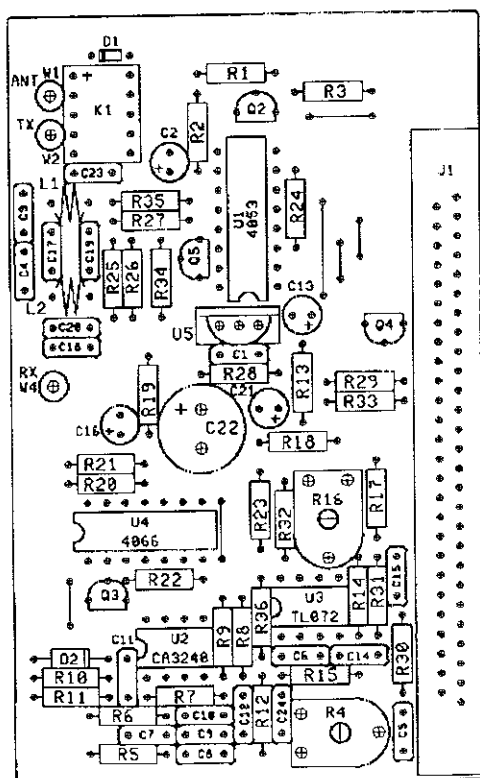 D1
W1
ANT
K1
TX
W2
R1
R3
Q2
R2
C2
J1
C23
L1
R35
R27
U1
4053
R24
C17
C19
C4
Q5
R25
R26
R34
L2
C13
U5
Q4
C20
C18
C1
R28
RX
W4
R19
C21
R13
R29
R33
C16
C22
R18
R21
R20
R23
R32
R16
R17
U4
4066
R22
Q3
U3
TL072
R14
R31
C15
R36
C11
U2
CA3240
R9
R8
D2
R10
R11
C6
C14
R15
R30
R7
R6
C10
C12
R12
C24
R4
C7
C9
C5
R5
C8